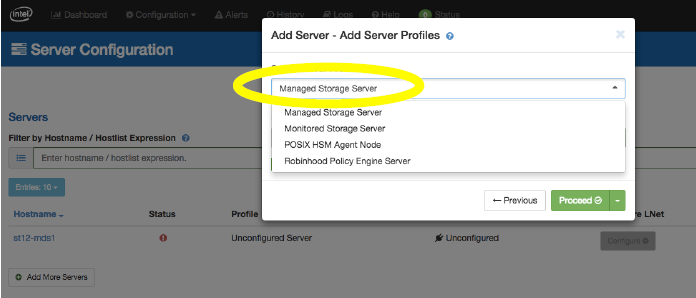 intel
Dashboard
Configuration
Alerts
History
Logs
Help
0
Status
Server Configuration
Add Server - Add Server Profiles
Managed Storage Server
Managed Storage Server
Monitored Storage Server
POSIX HSM Agent Node
Robinhood Policy Engine Server
Previous
Proceed
Servers
Filter by Hostname / Hostlist Expression
Enter hostname / hostlist expression.
Entries: 10
Hostname
Status
Profile
LNet
st12-mds1
Unconfigured Server
Unconfigured
Configure
Add More Servers